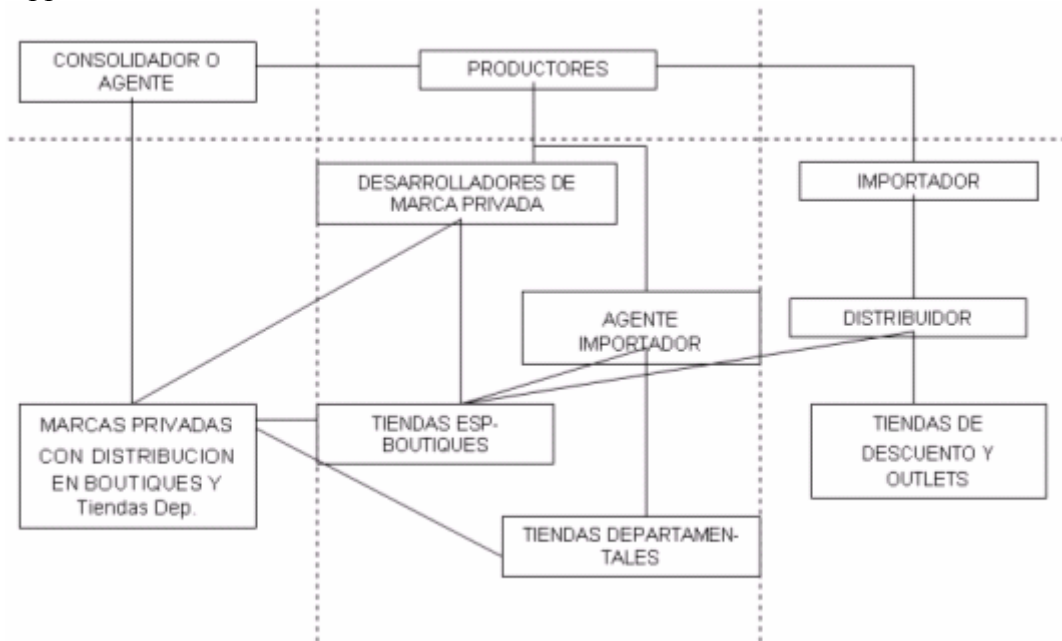 CONSOLIDADOR O
AGENTE
PRODUCTORES
DESARROLLADORES DE
MARCA PRIVADA
IMPORTADOR
AGENTE
IMPORTADOR
DISTRIBUIDOR
MARCAS PRIVADAS
CON DISTRIBUCION
EN BOUTIQUES Y
Tiendas Dep.
TIENDAS ESP-
BOUTIQUES
TIENDAS DE
DESCUENTO Y
OUTLETS
TIENDAS DEPARTAMEN-
TALES